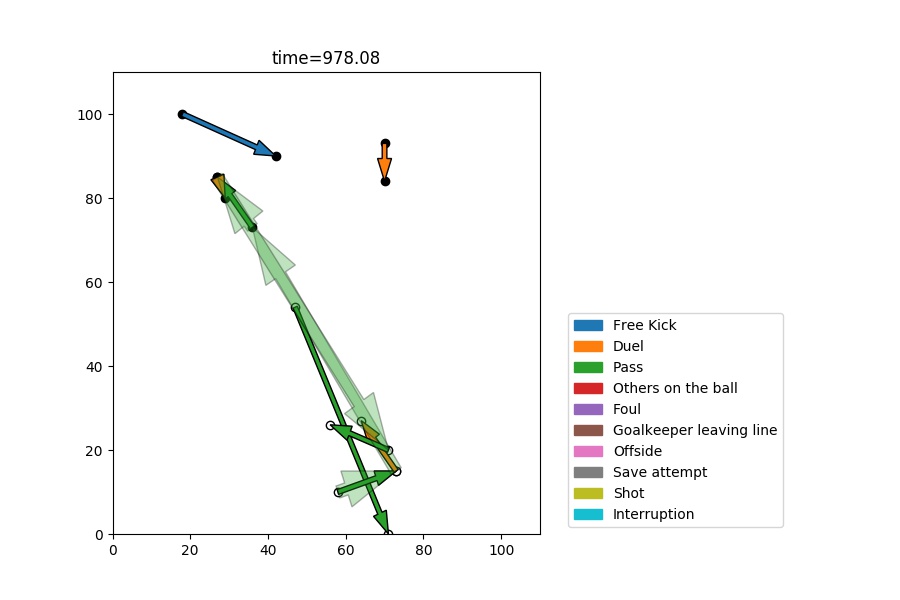 time=978.08
100
80
60
40
20
0
0 20 40 60 80 100
Free Kick
Duel
Pass
Others on the ball
Foul
Goalkeeper leaving line
Offside
Save attempt
Shot
Interruption